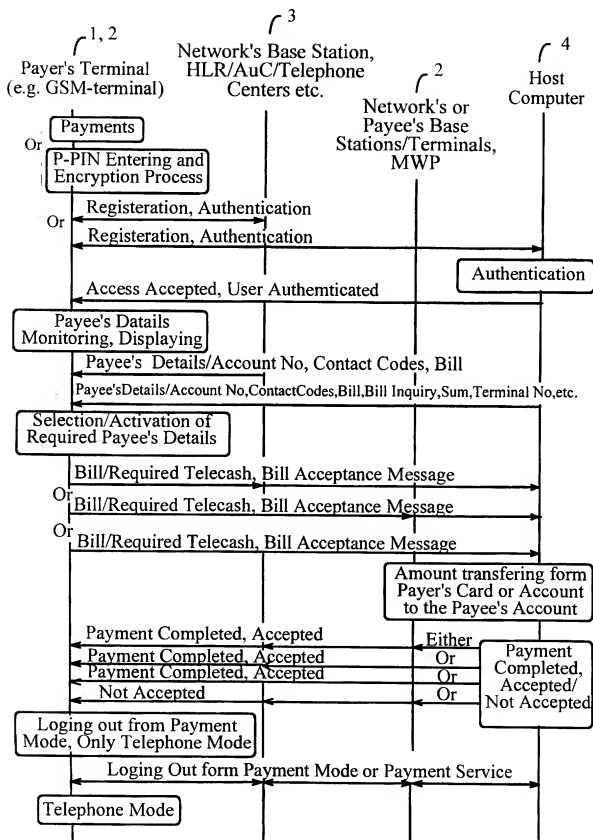 1, 2
Payer's Terminal
(e.g. GSM-terminal)
3
Network's Base Station,
HLR/AuC/Telephone
Centers etc.
2
Network's or
Payee's Base
Stations/Terminals,
MWP
4
Host
Computer
Payments
Or
P-PIN Entering and
Encryption Process
Registeration, Authentication
Or
Registeration, Authentication
Authentication
Access Accepted, User Authemticated
Payee's Datails
Monitoring, Displaying
Payee's Details/Account No, Contact Codes, Bill
Payee'sDetails/Account No,ContactCodes,Bill,Bill Inquiry,Sum,Terminal No,etc.
Selection/Activation of
Required Payee's Details
Bill/Required Telecash, Bill Acceptance Message
Or
Bill/Required Telecash, Bill Acceptance Message
Or
Bill/Required Telecash, Bill Acceptance Message
Amount transfering form
Payer's Card or Account
to the Payee's Account
Payment Completed, Accepted Either
Payment Completed, Accepted Or
Payment Completed, Accepted Or
Not Accepted Or
Payment
Completed,
Accepted/
Not Accepted
Loging out from Payment
Mode, Only Telephone Mode
Loging Out form Payment Mode or Payment Service
Telephone Mode